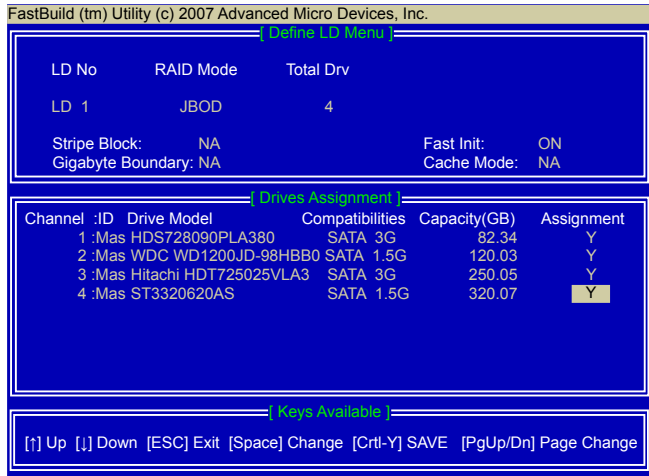 FastBuild (tm) Utility (c) 2007 Advanced Micro Devices, Inc.
[ Define LD Menu ]
LD No RAID Mode Total Drv
LD 1 JBOD 4
Stripe Block: NA Fast Init: ON
Gigabyte Boundary: NA Cache Mode: NA
[ Drives Assignment ]
Channel :ID Drive Model Compatibilities Capacity(GB) Assignment
1 :Mas HDS728090PLA380 SATA 3G 82.34 Y
2 :Mas WDC WD1200JD-98HBB0 SATA 1.5G 120.03 Y
3 :Mas Hitachi HDT725025VLA3 SATA 3G 250.05 Y
4 :Mas ST3320620AS SATA 1.5G 320.07 Y
[ Keys Available ]
[↑] Up [↓] Down [ESC] Exit [Space] Change [Crtl-Y] SAVE [PgUp/Dn] Page Change